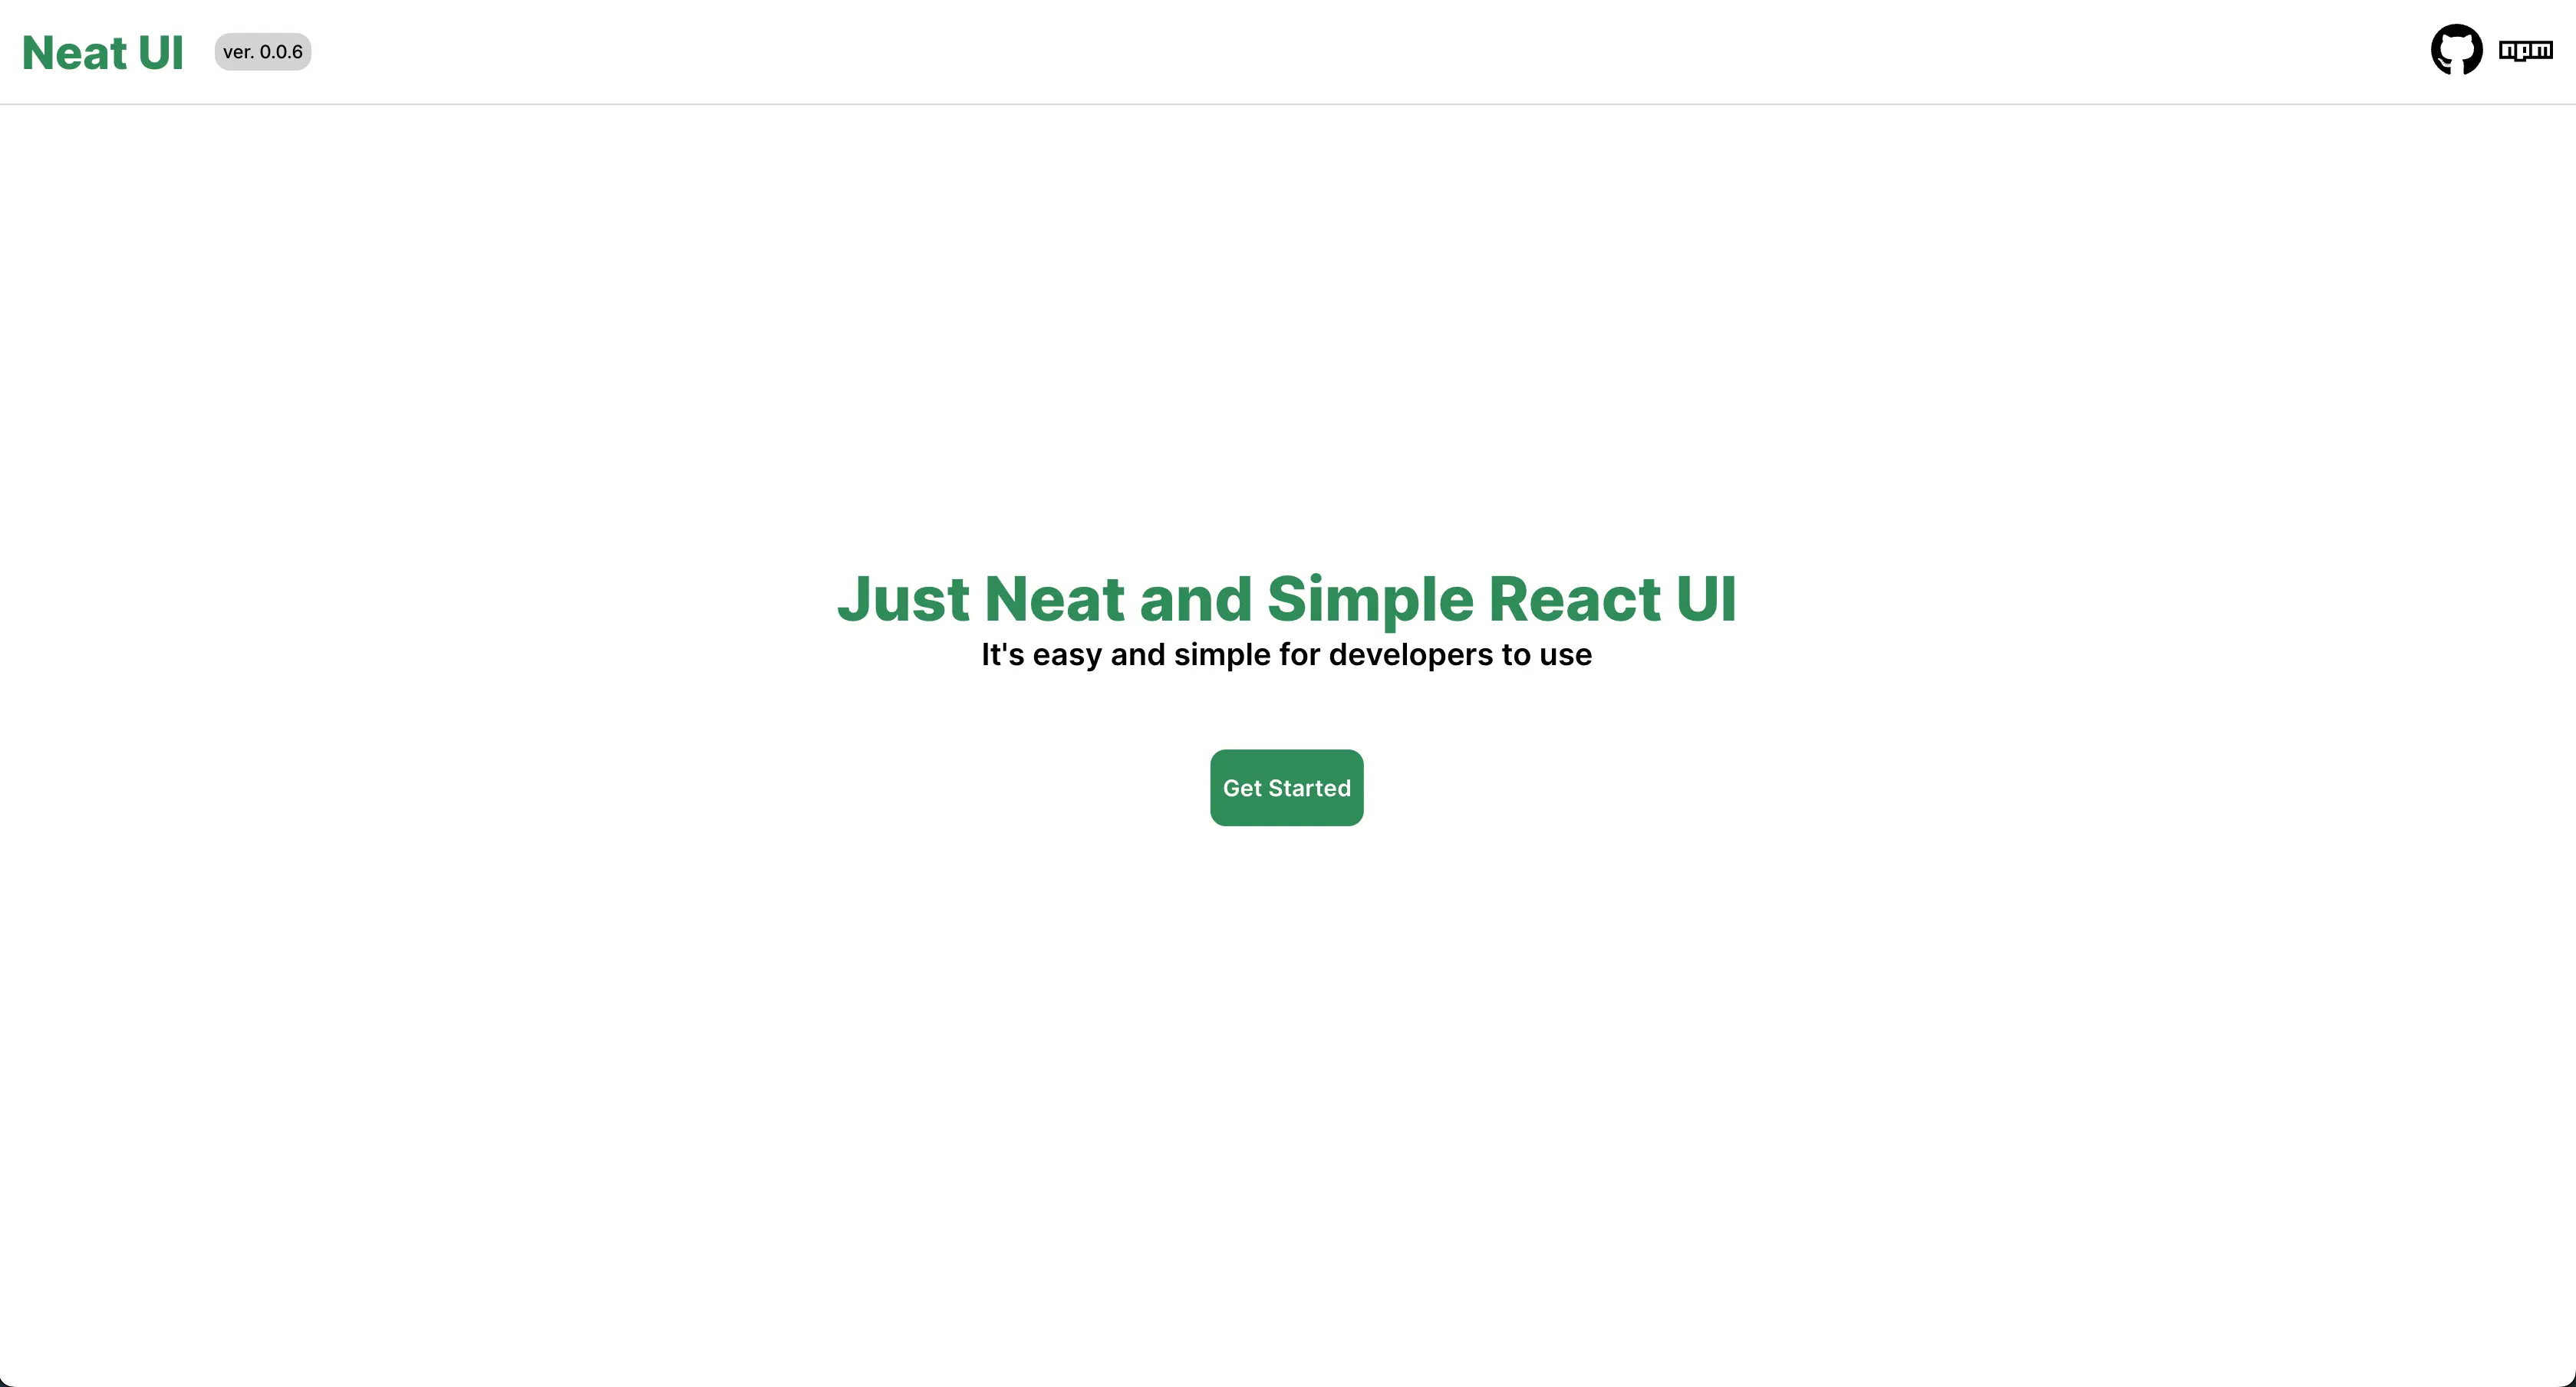 Neat UI
ver. 0.0.6
npm
Just Neat and Simple React UI
It's easy and simple for developers to use
Get Started